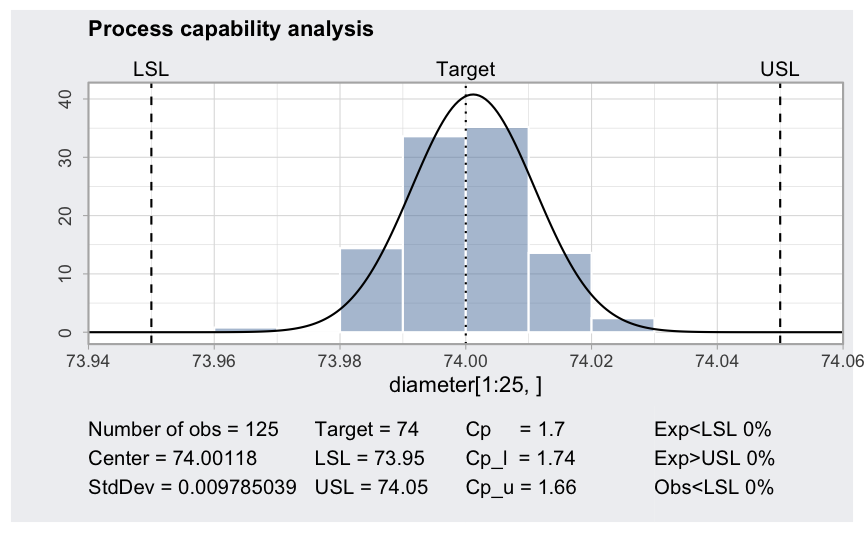 Process capability analysis
LSL Target USL
40
30
20
10
0
73.94 73.96 73.98 74.00 74.02 74.04 74.06
diameter[1:25, ]
Number of obs = 125 Target = 74 Cp = 1.7 Exp<LSL 0%
Center = 74.00118 LSL = 73.95 Cp_l = 1.74 Exp>USL 0%
StdDev = 0.009785039 USL = 74.05 Cp_u = 1.66 Obs<LSL 0%